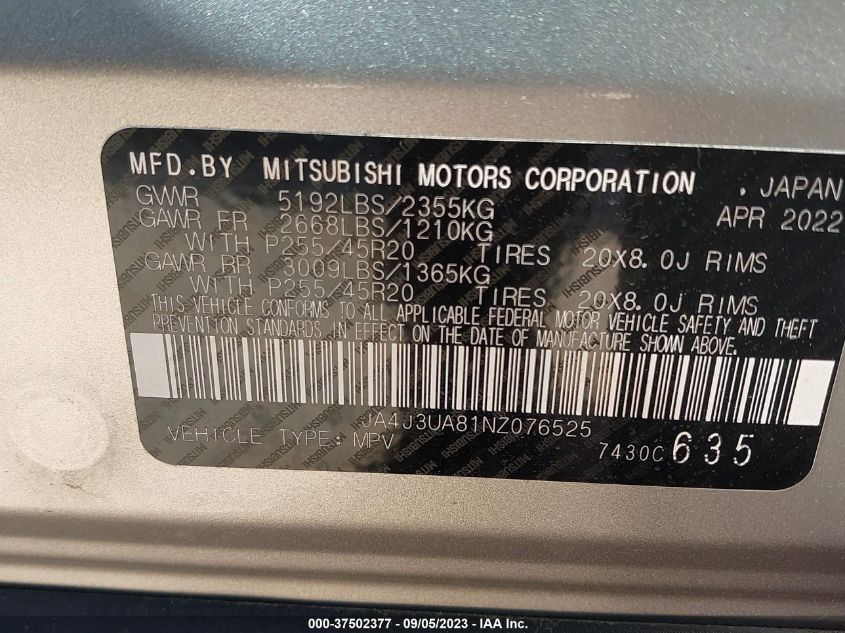 MFD.BY MITSUBISHI MOTORS CORPORATION . JAPAN
GVWR 5192LBS/2355KG APR 2022
GAWR FR 2668LBS/1210KG
WITH P255/45R20 TIRES 20X8.0J RIMS
GAWR RR 3009LBS/1365KG
WITH P255/45R20 TIRES 20X8.0J RIMS
THIS VEHICLE CONFORMS TO ALL APPLICABLE FEDERAL MOTOR VEHICLE SAFETY AND THEFT
PREVENTION STANDARDS IN EFFECT ON THE DATE OF MANUFACTURE SHOWN ABOVE.
JA4J3UA81NZ076525
VEHICLE TYPE: MPV 7430C 635
000-37502377 - 09/05/2023 - IAA Inc.